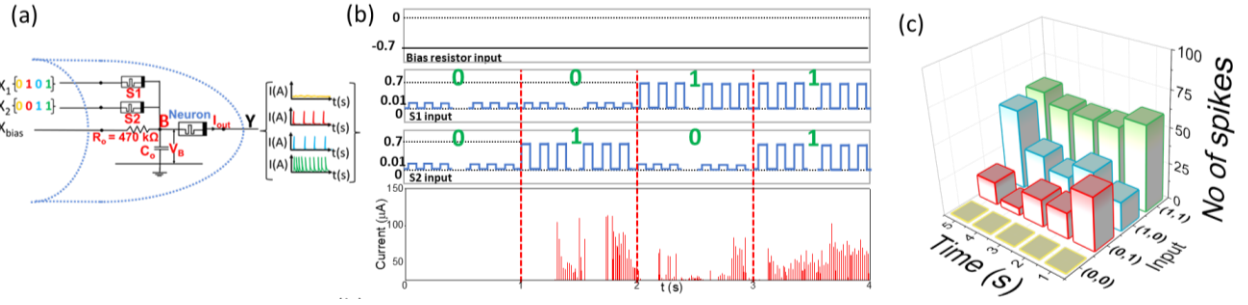 (a)
X1 {0 1 0 1}
S1
X2 {0 0 1 1}
S2
Xbias
R₀ = 470 kΩ
B
Neuron
Iout
Y
C₀
VB
I(A)
t(s)
I(A)
t(s)
I(A)
t(s)
I(A)
t(s)
(b)
0
-0.7
Bias resistor input
0.7
0.01
0
0 0 1 1
S1 input
0.7
0.01
0
0 1 0 1
S2 input
150
100
50
0
Current (µA)
0 1 2 3 4
t (s)
(c)
100
75
50
25
0
No of spikes
5 4 3 2 1
Time (s)
(0,0)
(0,1)
(1,0)
(1,1)
Input